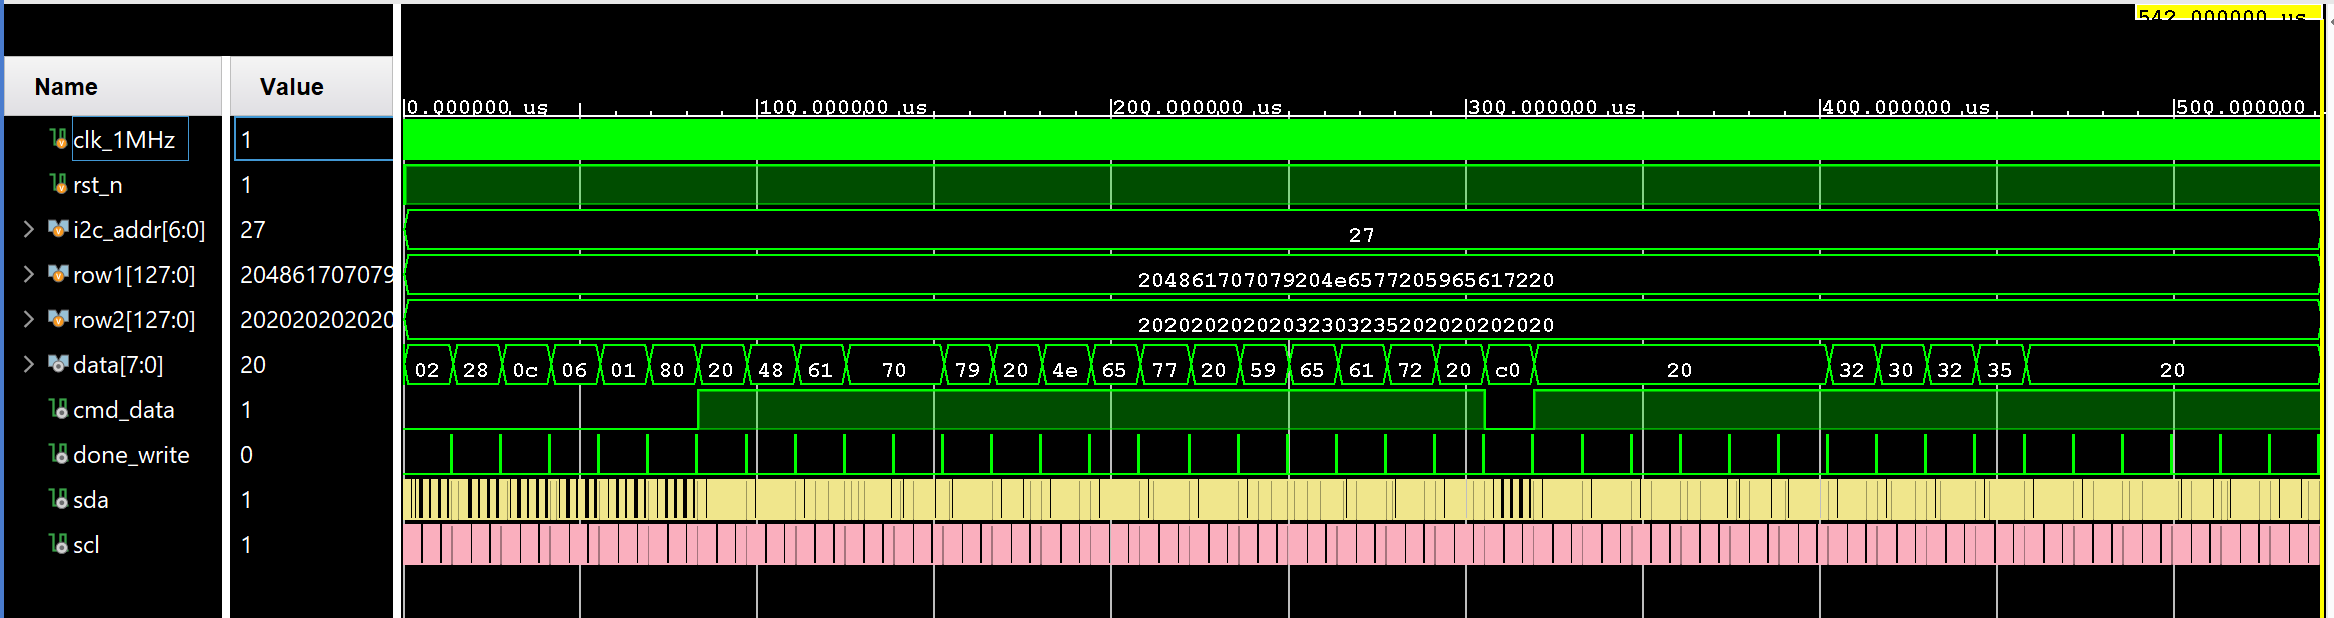 542.000000 us
Name Value
0.000000 us 100.000000 us 200.000000 us 300.000000 us 400.000000 us 500.000000
clk_1MHz 1
rst_n 1
i2c_addr[6:0] 27 27
row1[127:0] 204861707079 204861707079204e6577205965617220
row2[127:0] 202020202020 20202020202032303235202020202020
data[7:0] 20 02 28 0c 06 01 80 20 48 61 70 79 20 4e 65 77 20 59 65 61 72 20 c0 20 32 30 32 35 20
cmd_data 1
done_write 0
sda 1
scl 1